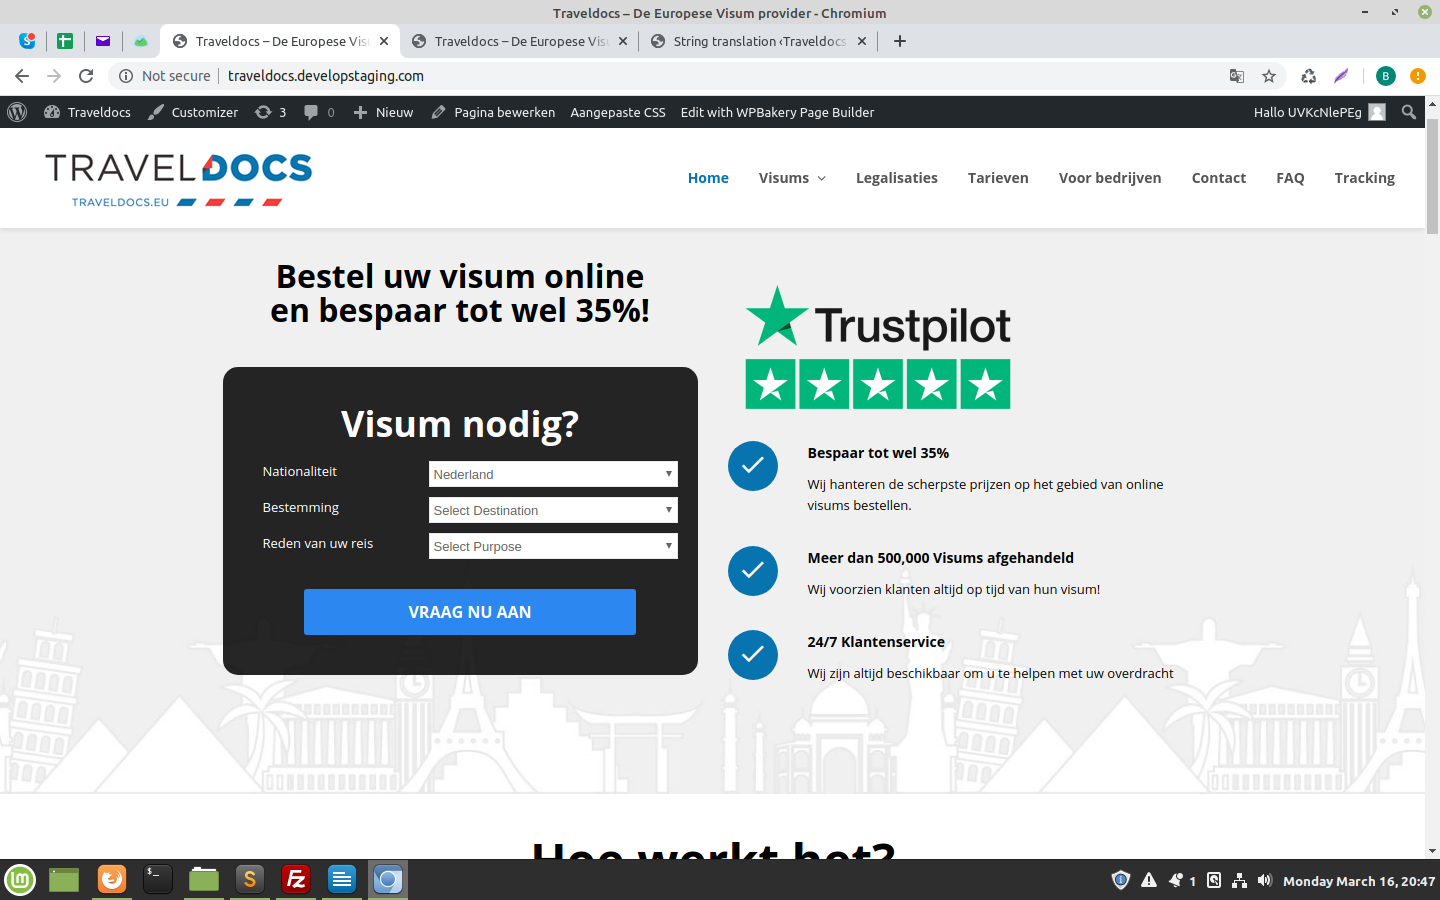 Traveldocs – De Europese Visum provider - Chromium
Traveldocs – De Europese Vis
Traveldocs – De Europese Vis
String translation ‹ Traveldocs
Not secure
traveldocs.developstaging.com
B
Traveldocs
Customizer
3
0
Nieuw
Pagina bewerken
Aangepaste CSS
Edit with WPBakery Page Builder
Hallo UVKcNlePEg
TRAVELDOCS
TRAVELDOCS.EU
Home
Visums
Legalisaties
Tarieven
Voor bedrijven
Contact
FAQ
Tracking
Bestel uw visum online
en bespaar tot wel 35%!
Visum nodig?
Nationaliteit
Nederland
Bestemming
Select Destination
Reden van uw reis
Select Purpose
VRAAG NU AAN
Trustpilot
Bespaar tot wel 35%
Wij hanteren de scherpste prijzen op het gebied van online
visums bestellen.
Meer dan 500,000 Visums afgehandeld
Wij voorzien klanten altijd op tijd van hun visum!
24/7 Klantenservice
Wij zijn altijd beschikbaar om u te helpen met uw overdracht
Hoe werkt het?
1
Monday March 16, 20:47